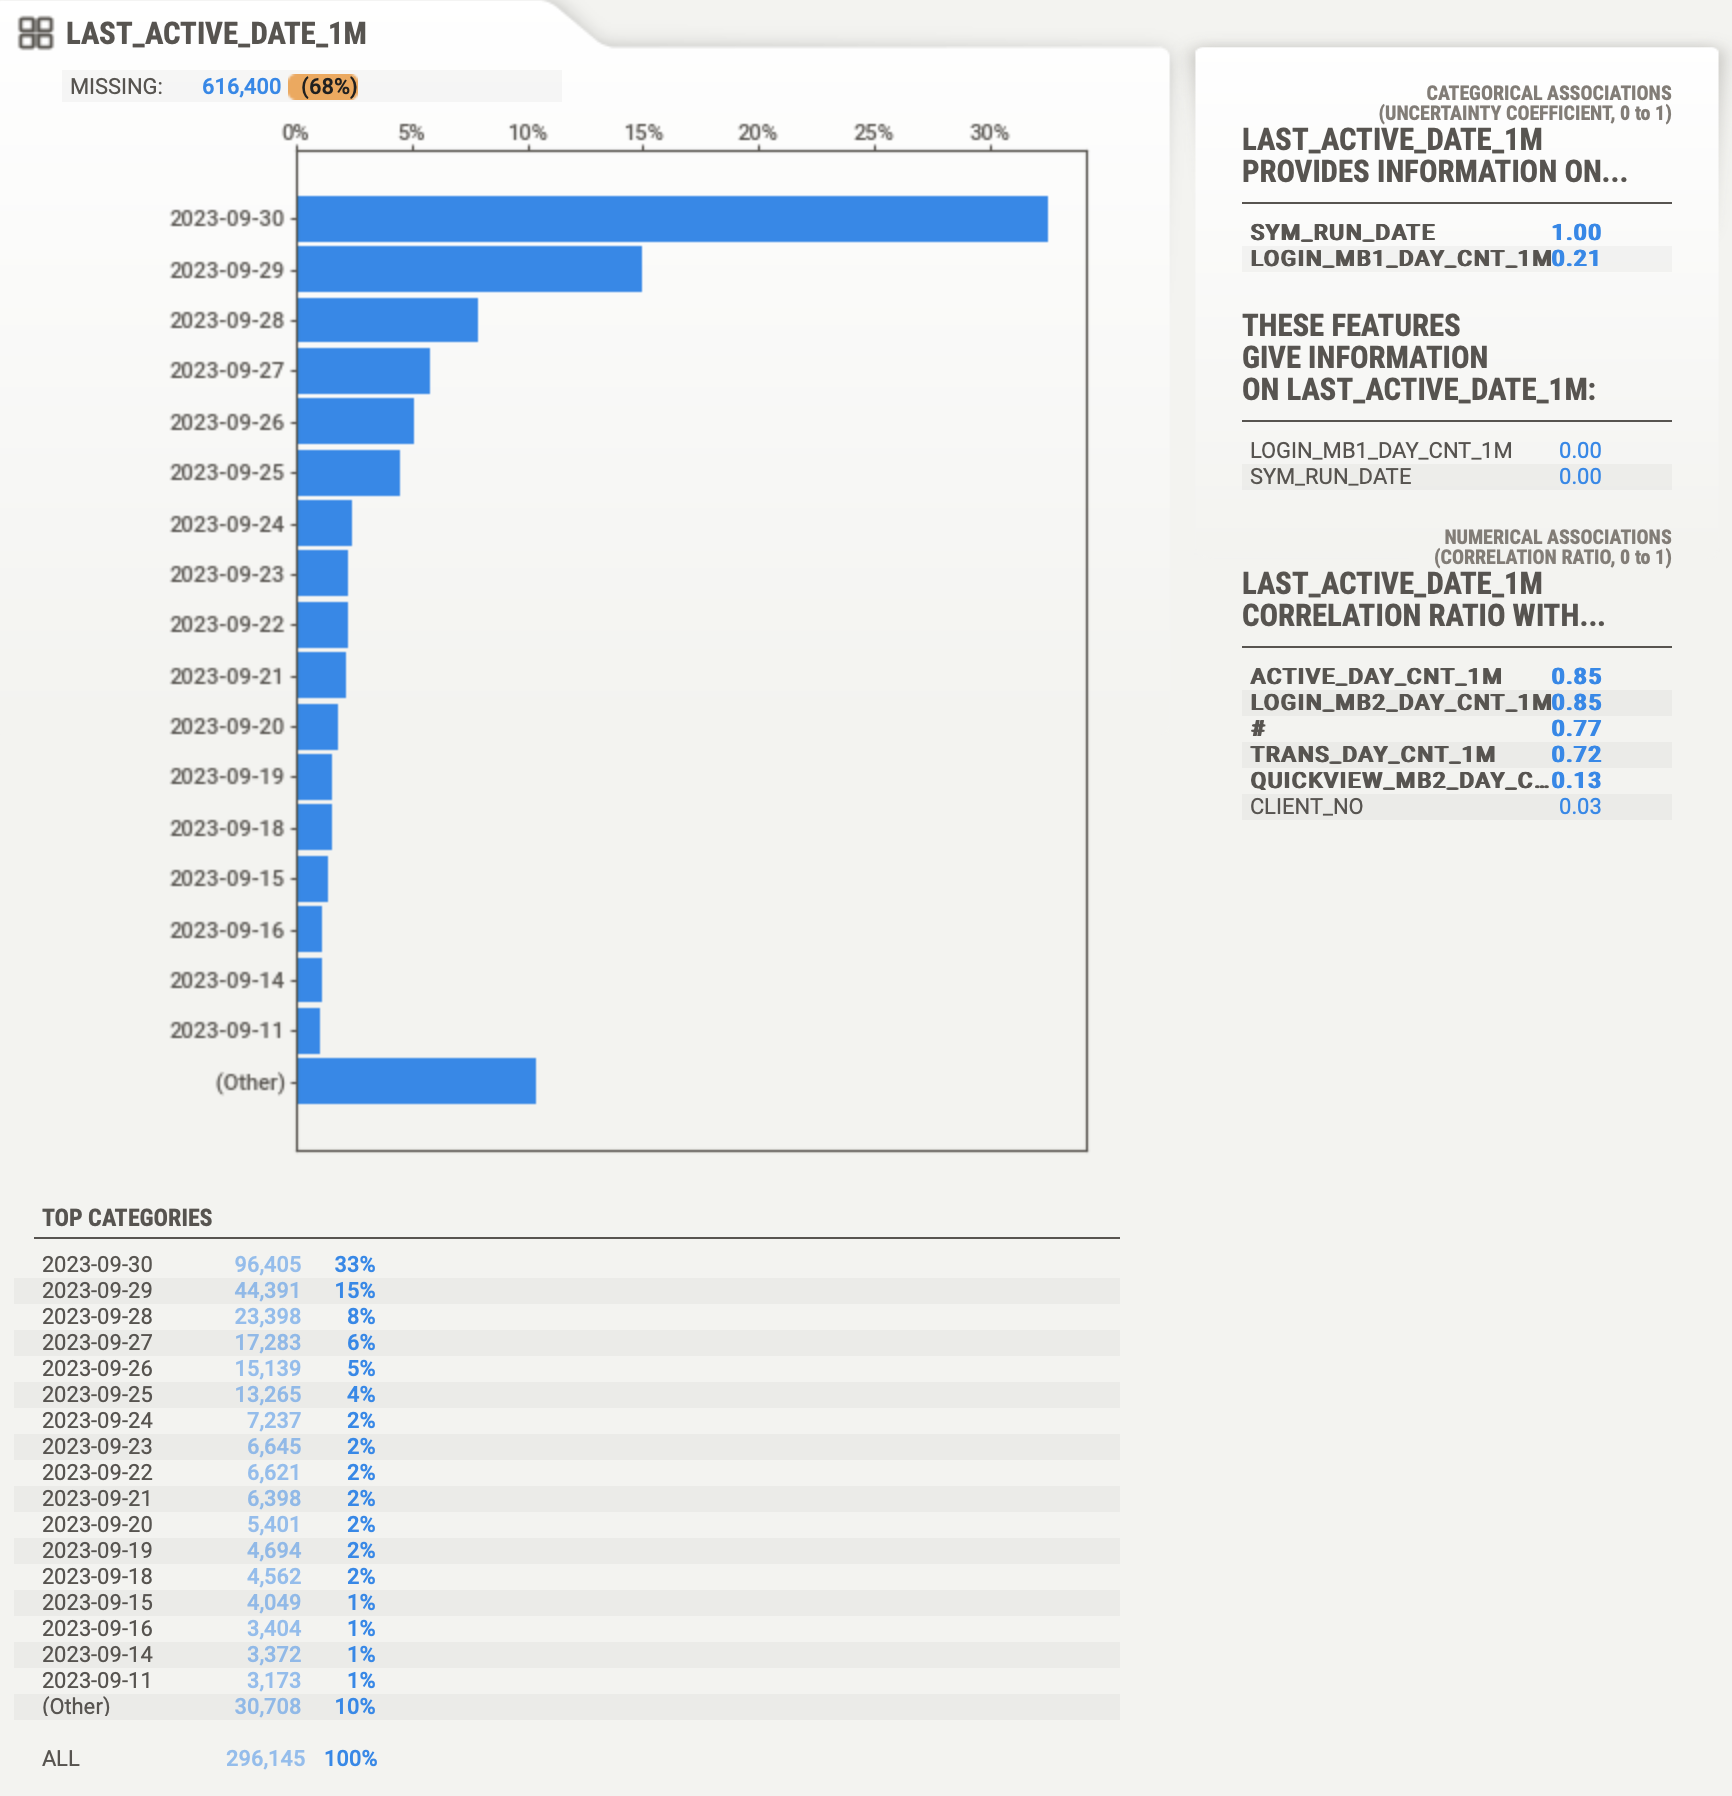 LAST_ACTIVE_DATE_1M
MISSING: 616,400 (68%)
0% 5% 10% 15% 20% 25% 30%
2023-09-30
2023-09-29
2023-09-28
2023-09-27
2023-09-26
2023-09-25
2023-09-24
2023-09-23
2023-09-22
2023-09-21
2023-09-20
2023-09-19
2023-09-18
2023-09-15
2023-09-16
2023-09-14
2023-09-11
(Other)
TOP CATEGORIES
2023-09-30 96,405 33%
2023-09-29 44,391 15%
2023-09-28 23,398 8%
2023-09-27 17,283 6%
2023-09-26 15,139 5%
2023-09-25 13,265 4%
2023-09-24 7,237 2%
2023-09-23 6,645 2%
2023-09-22 6,621 2%
2023-09-21 6,398 2%
2023-09-20 5,401 2%
2023-09-19 4,694 2%
2023-09-18 4,562 2%
2023-09-15 4,049 1%
2023-09-16 3,404 1%
2023-09-14 3,372 1%
2023-09-11 3,173 1%
(Other) 30,708 10%
ALL 296,145 100%
CATEGORICAL ASSOCIATIONS
(UNCERTAINTY COEFFICIENT, 0 to 1)
LAST_ACTIVE_DATE_1M
PROVIDES INFORMATION ON...
SYM_RUN_DATE 1.00
LOGIN_MB1_DAY_CNT_1M 0.21
THESE FEATURES
GIVE INFORMATION
ON LAST_ACTIVE_DATE_1M:
LOGIN_MB1_DAY_CNT_1M 0.00
SYM_RUN_DATE 0.00
NUMERICAL ASSOCIATIONS
(CORRELATION RATIO, 0 to 1)
LAST_ACTIVE_DATE_1M
CORRELATION RATIO WITH...
ACTIVE_DAY_CNT_1M 0.85
LOGIN_MB2_DAY_CNT_1M 0.85
# 0.77
TRANS_DAY_CNT_1M 0.72
QUICKVIEW_MB2_DAY_C... 0.13
CLIENT_NO 0.03